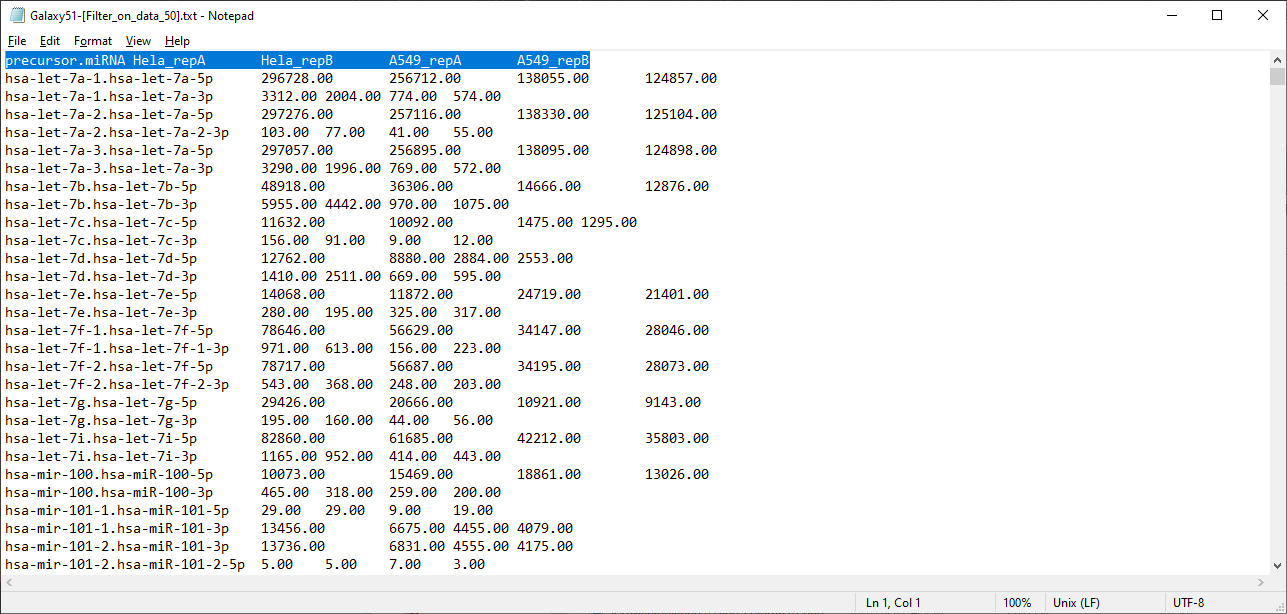 Galaxy51-[Filter_on_data_50].txt - Notepad
File Edit Format View Help
precursor.miRNA Hela_repA Hela_repB A549_repA A549_repB
hsa-let-7a-1.hsa-let-7a-5p 296728.00 256712.00 138055.00 124857.00
hsa-let-7a-1.hsa-let-7a-3p 3312.00 2004.00 774.00 574.00
hsa-let-7a-2.hsa-let-7a-5p 297276.00 257116.00 138330.00 125104.00
hsa-let-7a-2.hsa-let-7a-2-3p 103.00 77.00 41.00 55.00
hsa-let-7a-3.hsa-let-7a-5p 297057.00 256895.00 138095.00 124898.00
hsa-let-7a-3.hsa-let-7a-3p 3290.00 1996.00 769.00 572.00
hsa-let-7b.hsa-let-7b-5p 48918.00 36306.00 14666.00 12876.00
hsa-let-7b.hsa-let-7b-3p 5955.00 4442.00 970.00 1075.00
hsa-let-7c.hsa-let-7c-5p 11632.00 10092.00 1475.00 1295.00
hsa-let-7c.hsa-let-7c-3p 156.00 91.00 9.00 12.00
hsa-let-7d.hsa-let-7d-5p 12762.00 8880.00 2884.00 2553.00
hsa-let-7d.hsa-let-7d-3p 1410.00 2511.00 669.00 595.00
hsa-let-7e.hsa-let-7e-5p 14068.00 11872.00 24719.00 21401.00
hsa-let-7e.hsa-let-7e-3p 280.00 195.00 325.00 317.00
hsa-let-7f-1.hsa-let-7f-5p 78646.00 56629.00 34147.00 28046.00
hsa-let-7f-1.hsa-let-7f-1-3p 971.00 613.00 156.00 223.00
hsa-let-7f-2.hsa-let-7f-5p 78717.00 56687.00 34195.00 28073.00
hsa-let-7f-2.hsa-let-7f-2-3p 543.00 368.00 248.00 203.00
hsa-let-7g.hsa-let-7g-5p 29426.00 20666.00 10921.00 9143.00
hsa-let-7g.hsa-let-7g-3p 195.00 160.00 44.00 56.00
hsa-let-7i.hsa-let-7i-5p 82860.00 61685.00 42212.00 35803.00
hsa-let-7i.hsa-let-7i-3p 1165.00 952.00 414.00 443.00
hsa-mir-100.hsa-miR-100-5p 10073.00 15469.00 18861.00 13026.00
hsa-mir-100.hsa-miR-100-3p 465.00 318.00 259.00 200.00
hsa-mir-101-1.hsa-miR-101-5p 29.00 29.00 9.00 19.00
hsa-mir-101-1.hsa-miR-101-3p 13456.00 6675.00 4455.00 4079.00
hsa-mir-101-2.hsa-miR-101-3p 13736.00 6831.00 4555.00 4175.00
hsa-mir-101-2.hsa-miR-101-2-5p 5.00 5.00 7.00 3.00
Ln 1, Col 1 100% Unix (LF) UTF-8